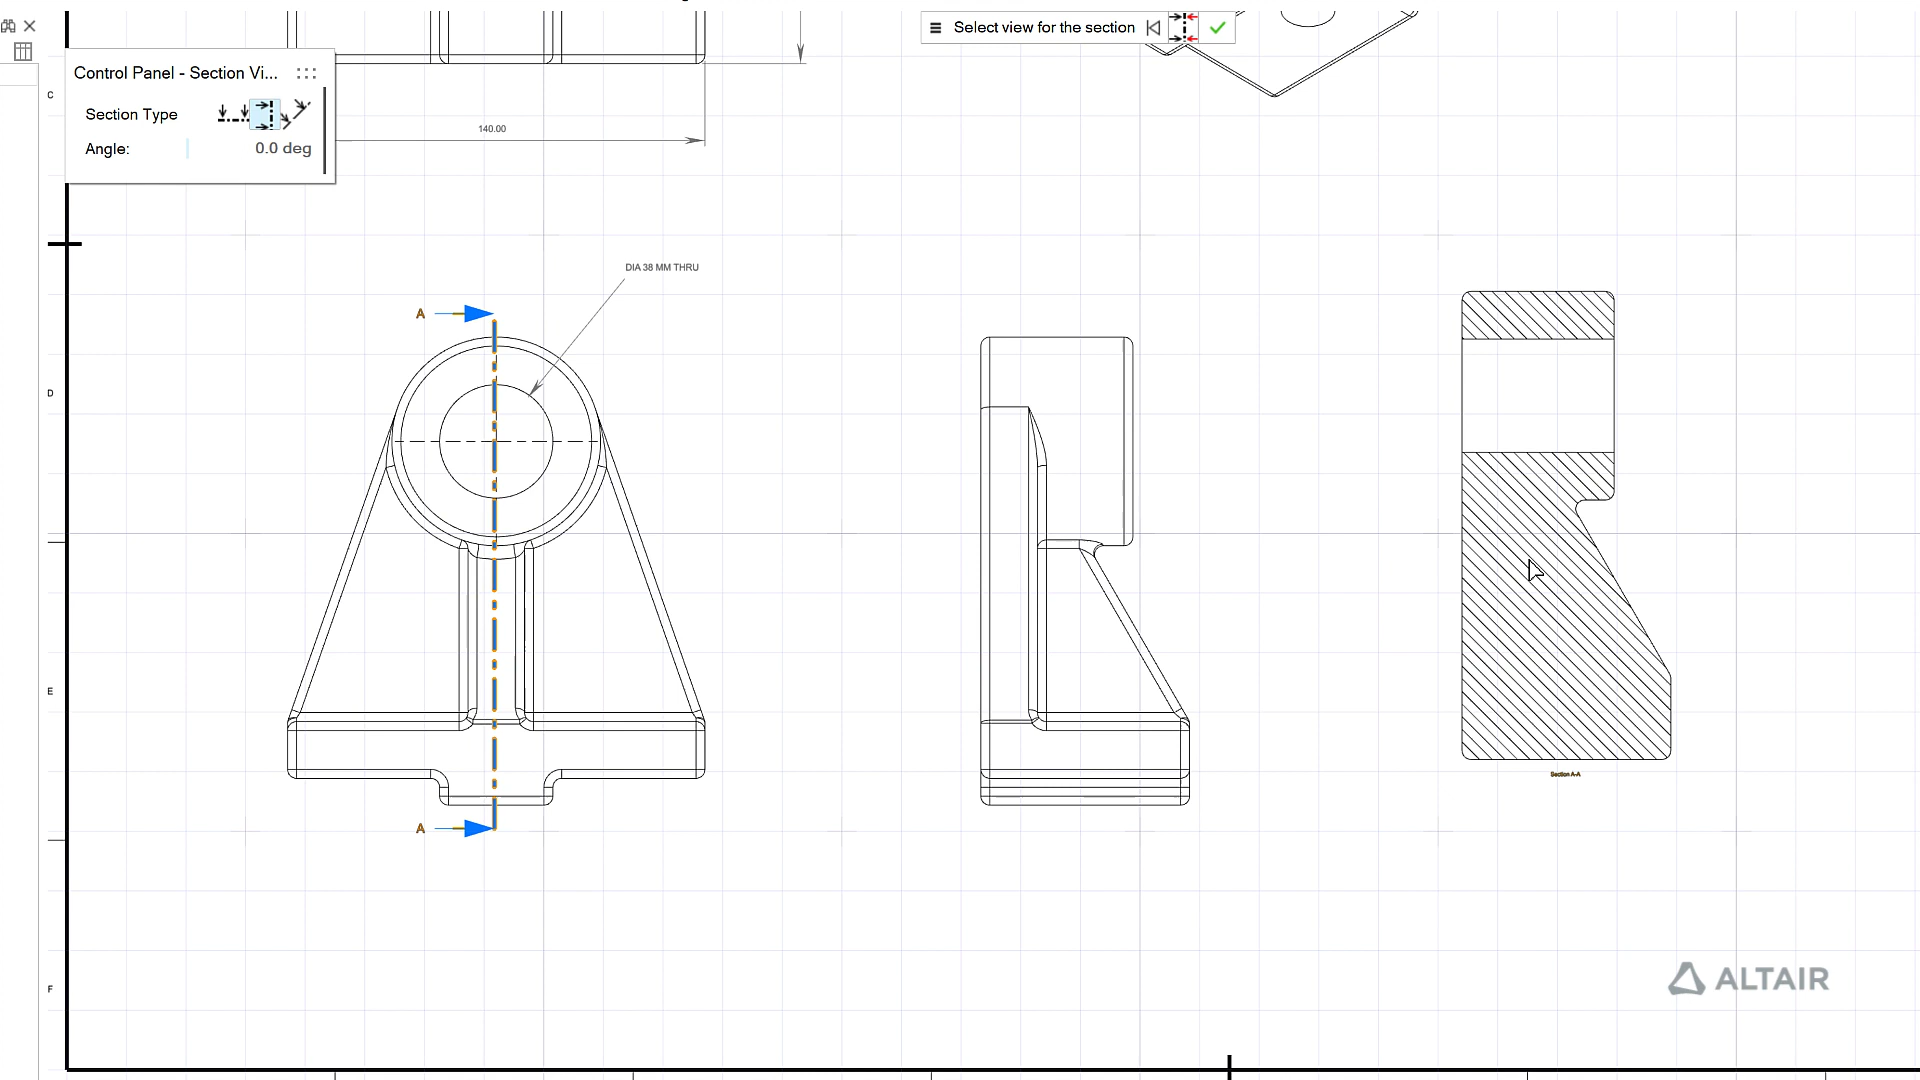 Select view for the section
Control Panel - Section Vi...
Section Type
Angle: 0.0 deg
C
140.00
DIA 38 MM THRU
A
D
E
A
Section A-A
F
ALTAIR